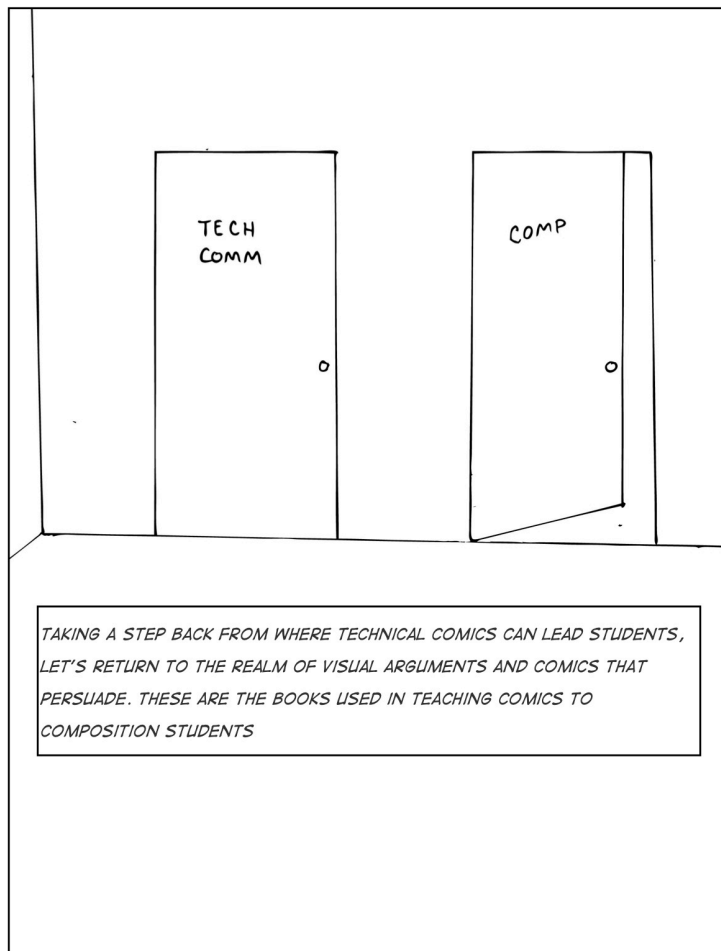 TECH
COMM
COMP
TAKING A STEP BACK FROM WHERE TECHNICAL COMICS CAN LEAD STUDENTS,
LET'S RETURN TO THE REALM OF VISUAL ARGUMENTS AND COMICS THAT
PERSUADE. THESE ARE THE BOOKS USED IN TEACHING COMICS TO
COMPOSITION STUDENTS